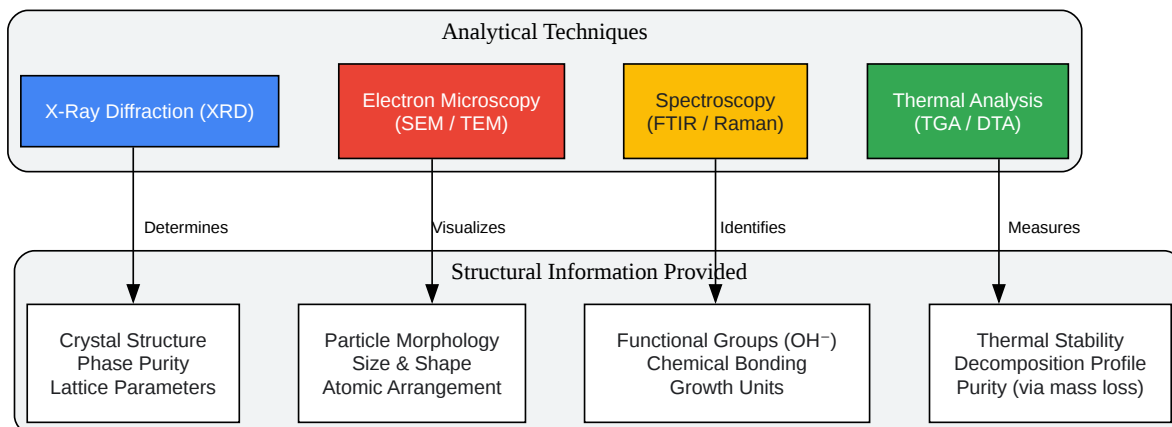 Analytical Techniques
X-Ray Diffraction (XRD)
Electron Microscopy
(SEM / TEM)
Spectroscopy
(FTIR / Raman)
Thermal Analysis
(TGA / DTA)
Determines
Visualizes
Identifies
Measures
Structural Information Provided
Crystal Structure
Phase Purity
Lattice Parameters
Particle Morphology
Size & Shape
Atomic Arrangement
Functional Groups (OH⁻)
Chemical Bonding
Growth Units
Thermal Stability
Decomposition Profile
Purity (via mass loss)